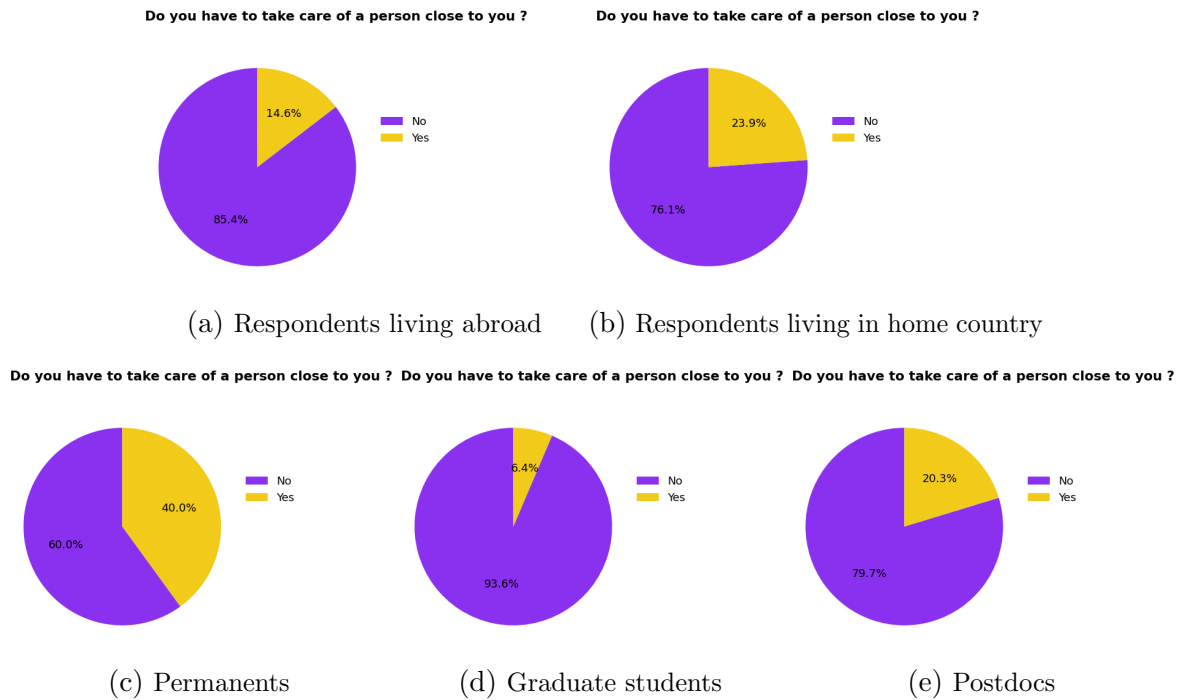 Do you have to take care of a person close to you ?
14.6%
85.4%
No
Yes
(a) Respondents living abroad
Do you have to take care of a person close to you ?
23.9%
76.1%
No
Yes
(b) Respondents living in home country
Do you have to take care of a person close to you ?
40.0%
60.0%
No
Yes
(c) Permanents
Do you have to take care of a person close to you ?
6.4%
93.6%
No
Yes
(d) Graduate students
Do you have to take care of a person close to you ?
20.3%
79.7%
No
Yes
(e) Postdocs